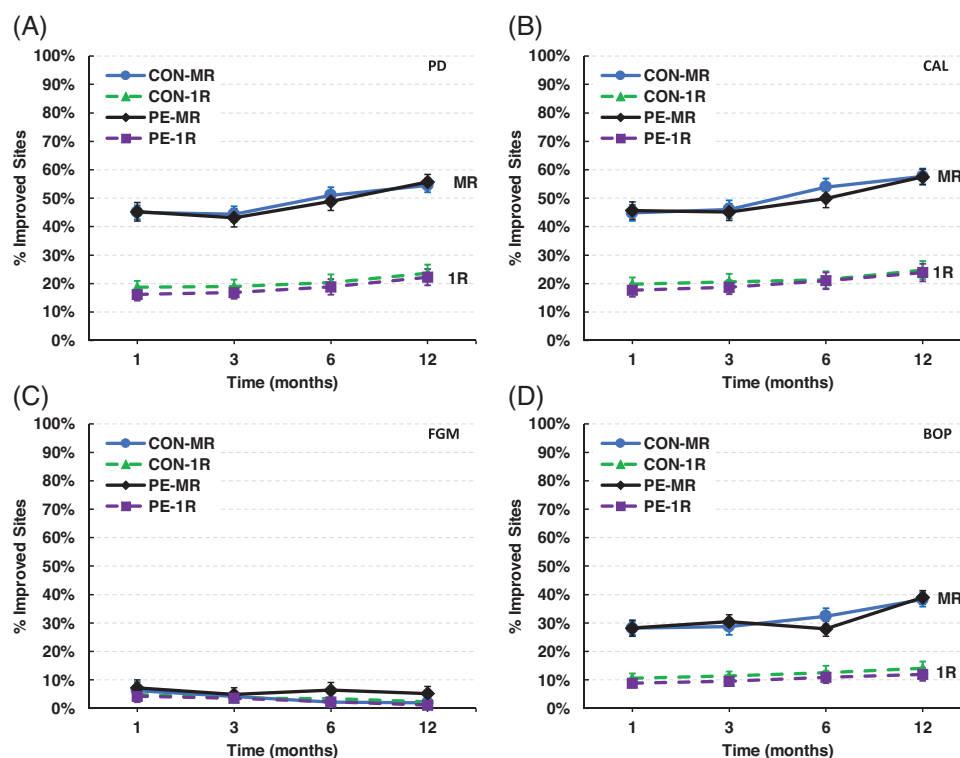 (A)
PD
% Improved Sites
100%
90%
80%
70%
60%
50%
40%
30%
20%
10%
0%
CON-MR
CON-1R
PE-MR
PE-1R
MR
1R
1 3 6 12
Time (months)
(B)
CAL
% Improved Sites
100%
90%
80%
70%
60%
50%
40%
30%
20%
10%
0%
CON-MR
CON-1R
PE-MR
PE-1R
MR
1R
1 3 6 12
Time (months)
(C)
FGM
% Improved Sites
100%
90%
80%
70%
60%
50%
40%
30%
20%
10%
0%
CON-MR
CON-1R
PE-MR
PE-1R
1 3 6 12
Time (months)
(D)
BOP
% Improved Sites
100%
90%
80%
70%
60%
50%
40%
30%
20%
10%
0%
CON-MR
CON-1R
PE-MR
PE-1R
MR
1R
1 3 6 12
Time (months)